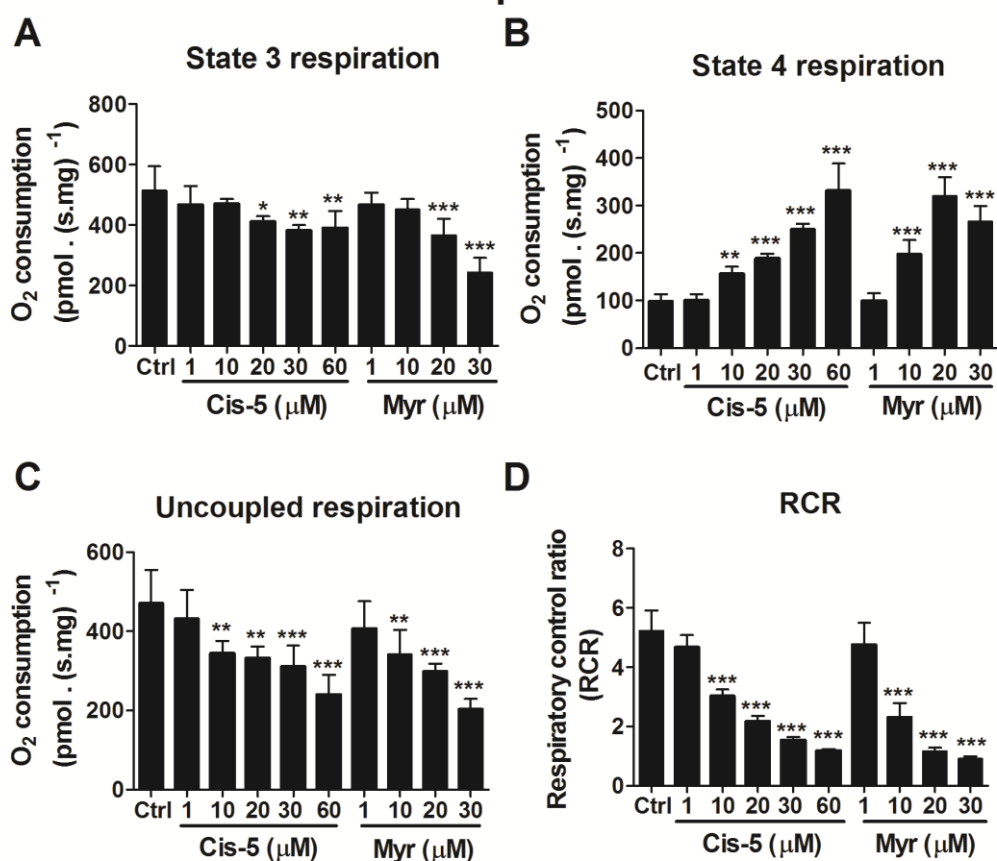 A
State 3 respiration
O₂ consumption
(pmol . (s.mg) ⁻¹
800
600
400
200
0
* ** ** *** ***
Ctrl 1 10 20 30 60 1 10 20 30
Cis-5 (μM) Myr (μM)
B
State 4 respiration
O₂ consumption
(pmol . (s.mg) ⁻¹
500
400
300
200
100
0
** *** *** *** *** *** ***
Ctrl 1 10 20 30 60 1 10 20 30
Cis-5 (μM) Myr (μM)
C
Uncoupled respiration
O₂ consumption
(pmol . (s.mg) ⁻¹
600
400
200
0
** ** *** *** ** *** ***
Ctrl 1 10 20 30 60 1 10 20 30
Cis-5 (μM) Myr (μM)
D
RCR
Respiratory control ratio
(RCR)
8
6
4
2
0
*** *** *** *** *** *** ***
Ctrl 1 10 20 30 60 1 10 20 30
Cis-5 (μM) Myr (μM)